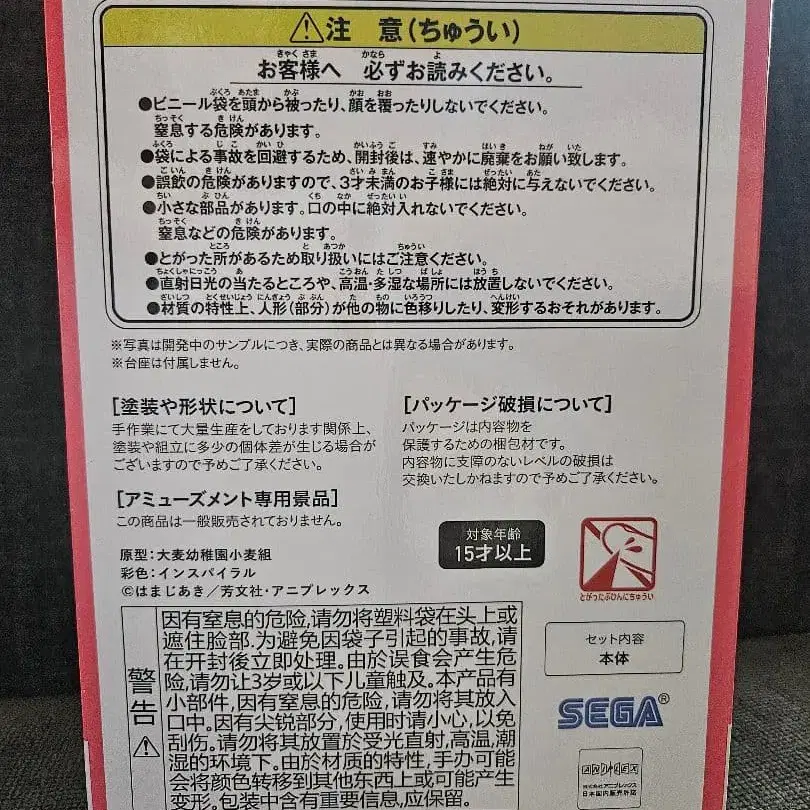 ⚠注 意(ちゅうい)
お客様へ 必ずお読みください。
●ビニール袋を頭から被ったり、顔を覆ったりしないでください。
窒息する危険があります。
●袋による事故を回避するため、開封後は、速やかに廃棄をお願い致します。
●誤飲の危険がありますので、3才未満のお子様には絶対に与えないでください。
●小さな部品があります。口の中に絶対入れないでください。
窒息などの危険があります。
●とがった所があるため取り扱いにはご注意ください。
●直射日光の当たるところや、高温・多湿な場所には放置しないでください。
●材質の特性上、人形(部分)が他の物に色移りしたり、変形するおそれがあります。
※写真は開発中のサンプルにつき、実際の商品とは異なる場合があります。
※台座は付属しません。
[塗装や形状について]
手作業にて大量生産をしております関係上、
塗装や組立に多少の個体差が生じる場合が
ございますので予めご了承ください。
[パッケージ破損について]
パッケージは内容物を
保護するための梱包材です。
内容物に支障のないレベルの破損は
交換いたしかねますので予めご了承ください。
[アミューズメント専用景品]
この商品は一般販売されておりません。
対象年齢
15才以上
とがったぶひんにちゅうい
原型:大麦幼稚園小麦組
彩色:インスパイラル
©はまじあき/芳文社・アニプレックス
警告⚠
因有窒息的危险,请勿将塑料袋在头上或
遮住脸部.为避免因袋子引起的事故,请
在开封後立即处理。由於误食会产生危
险,请勿让3岁或以下儿童触及。本产品有
小部件,因有窒息的危险,请勿将其放入
口中。因有尖锐部分,使用时请小心,以免
刮伤。请勿将其放置於受光直射,高温,潮
湿的环境下。由於材质的特性,手办可能
会将颜色转移到其他东西上或可能产生
变形。包装中含有重要信息,应保留。
セット内容
本体
SEGA®
ANIPLEX
株式会社アニプレックス
日本国内販売許諾